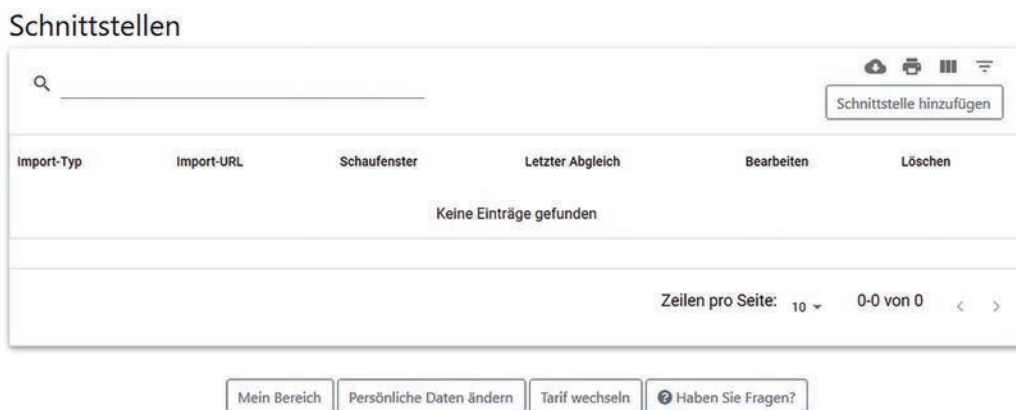 Schnittstellen
Schnittstelle hinzufügen
Import-Typ Import-URL Schaufenster Letzter Abgleich Bearbeiten Löschen
Keine Einträge gefunden
Zeilen pro Seite: 10 0-0 von 0
Mein Bereich Persönliche Daten ändern Tarif wechseln Haben Sie Fragen?